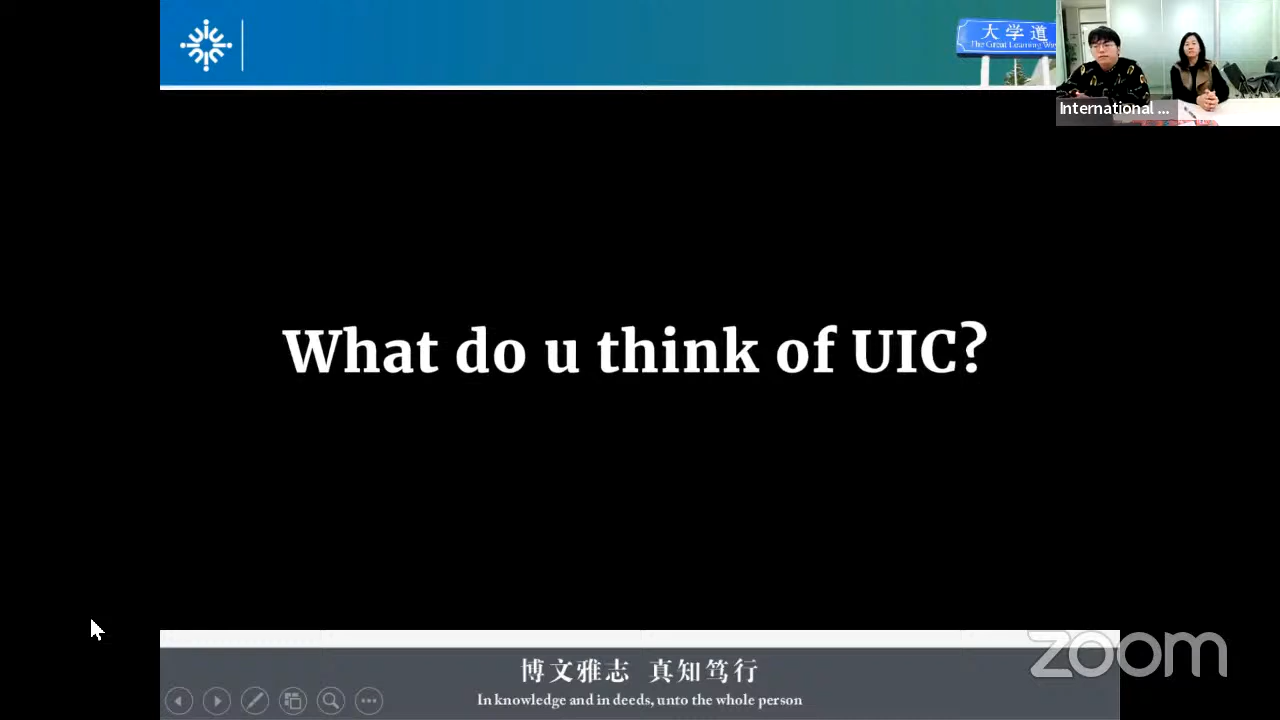 大学道
The Great Learning Way
International ...
What do u think of UIC?
博文雅志 真知笃行
In knowledge and in deeds, unto the whole person
zoom